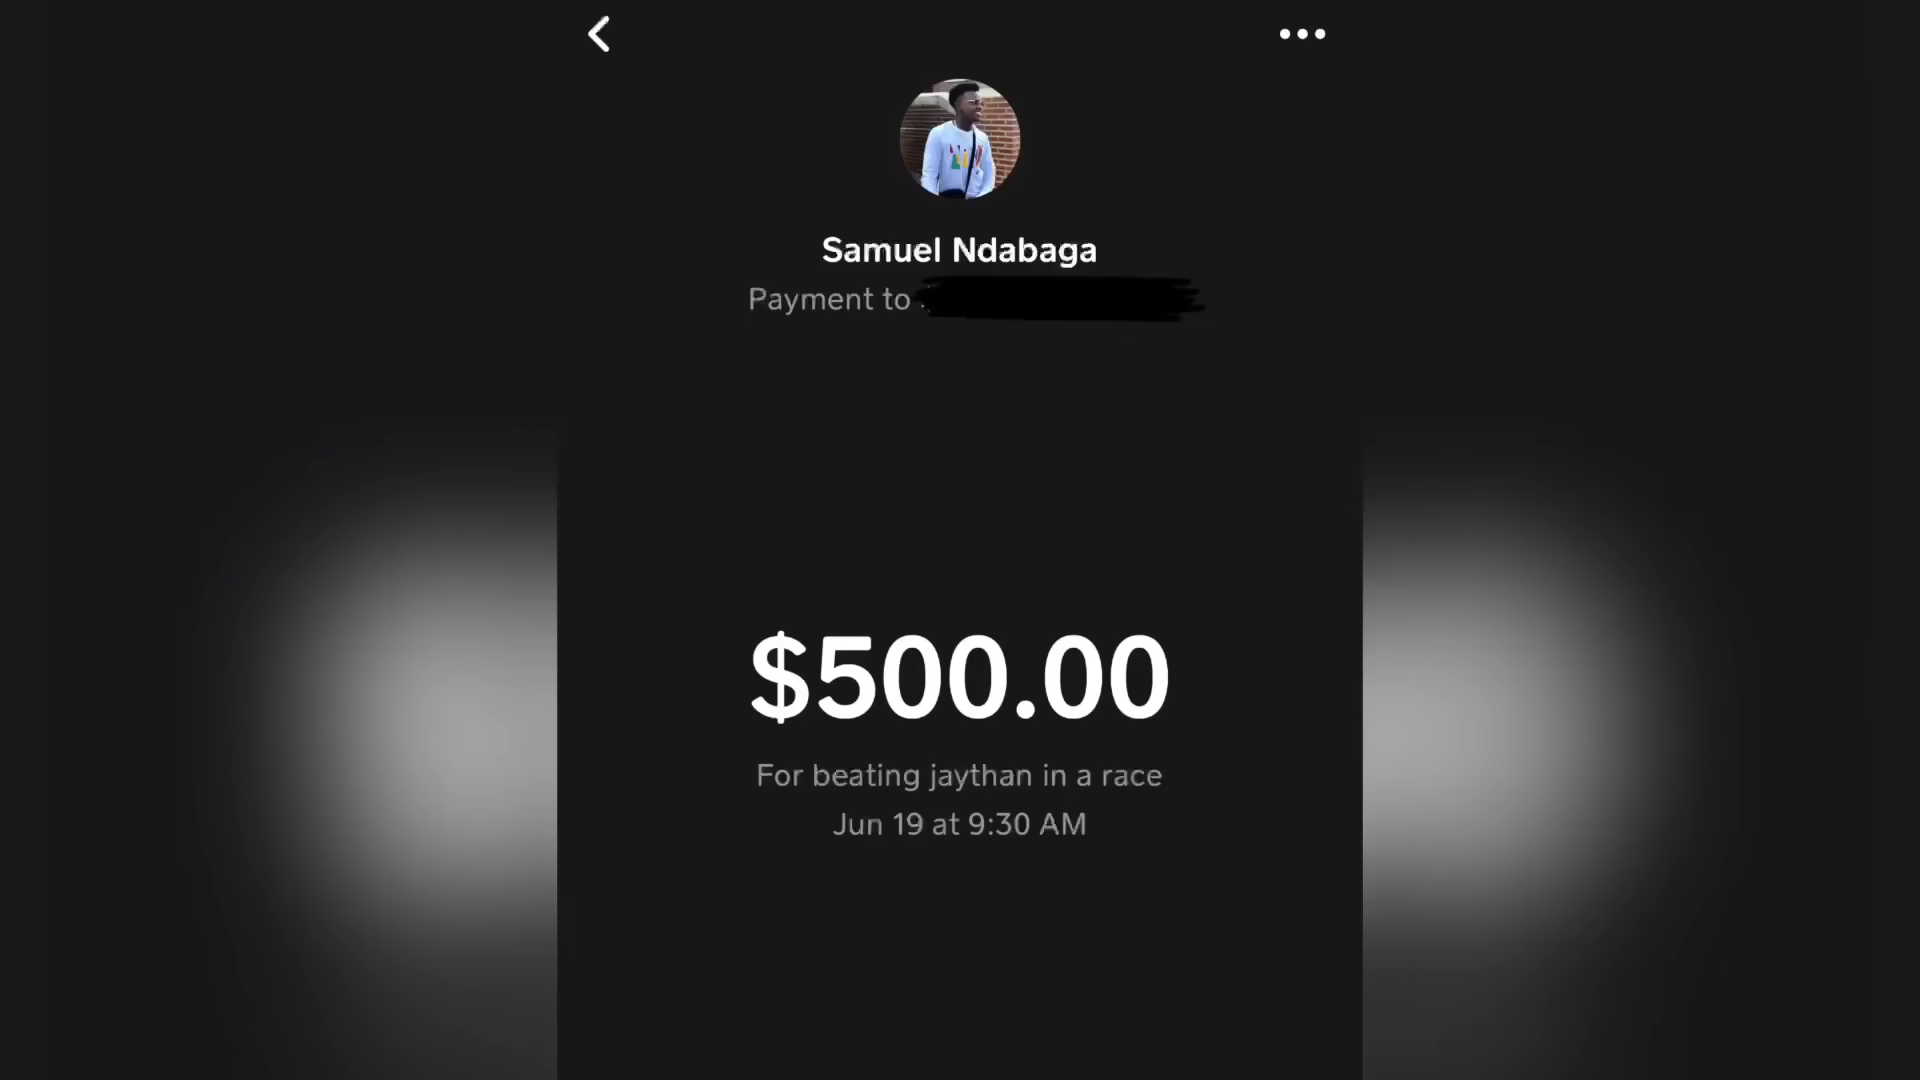 Samuel Ndabaga
Payment to
$500.00
For beating jaythan in a race
Jun 19 at 9:30 AM